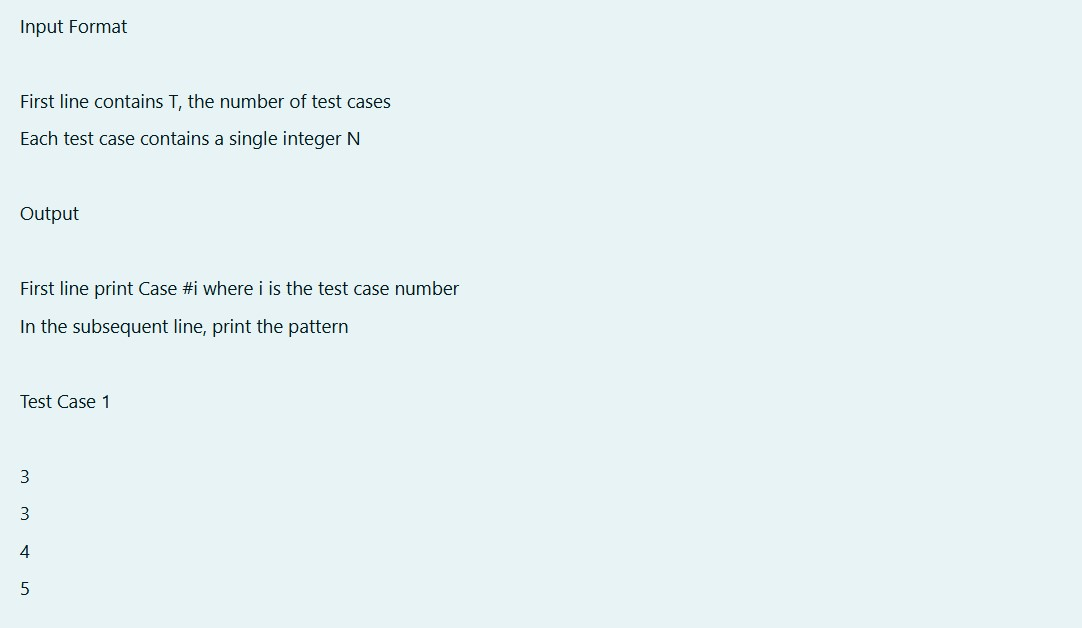 Input Format
First line contains T, the number of test cases
Each test case contains a single integer N
Output
First line print Case #i where i is the test case number
In the subsequent line, print the pattern
Test Case 1
3
3
4
5